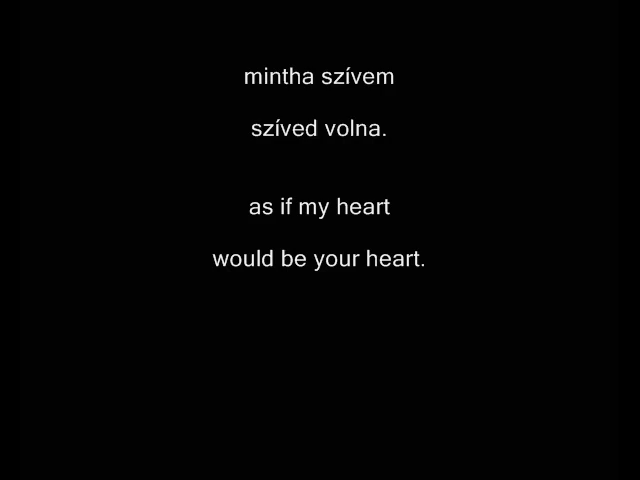 mintha szívem
szíved volna.
as if my heart
would be your heart.